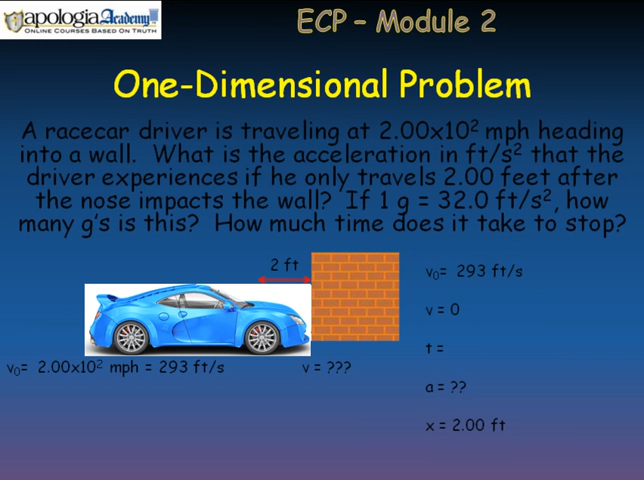 apologia Academy
ONLINE COURSES BASED ON TRUTH
ECP – Module 2
One-Dimensional Problem
A racecar driver is traveling at 2.00x10² mph heading
into a wall. What is the acceleration in ft/s² that the
driver experiences if he only travels 2.00 feet after
the nose impacts the wall? If 1 g = 32.0 ft/s², how
many g's is this? How much time does it take to stop?
2 ft
v₀= 293 ft/s
v = 0
t =
v₀= 2.00x10² mph = 293 ft/s
v = ???
a = ??
x = 2.00 ft